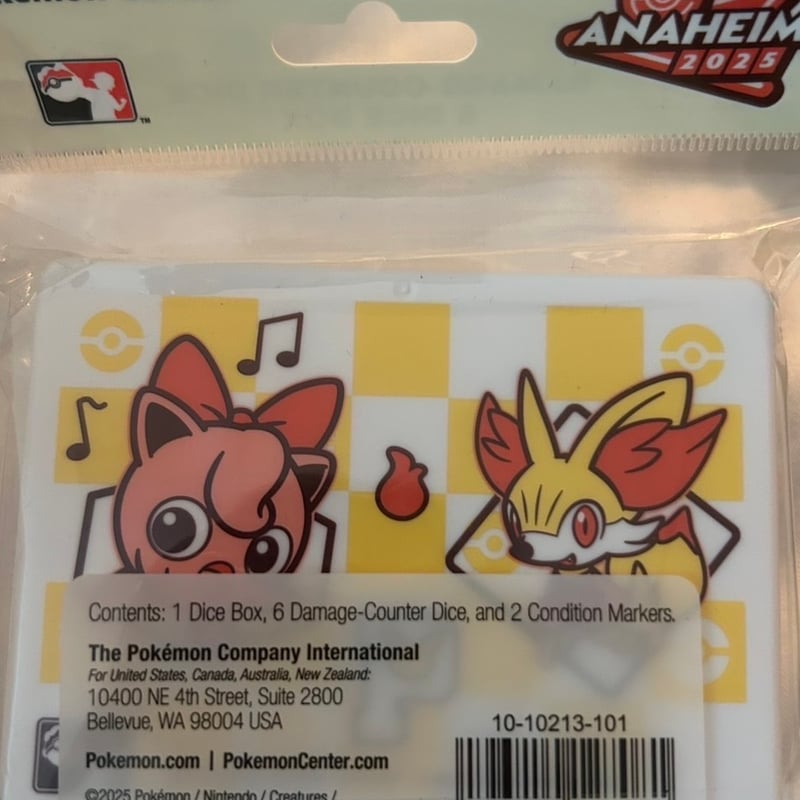 ANAHEIM
2025
TM
Contents: 1 Dice Box, 6 Damage-Counter Dice, and 2 Condition Markers.
The Pokémon Company International
For United States, Canada, Australia, New Zealand:
10400 NE 4th Street, Suite 2800
Bellevue, WA 98004 USA
10-10213-101
Pokemon.com | PokemonCenter.com
©2025 Pokémon / Nintendo / Creatures /